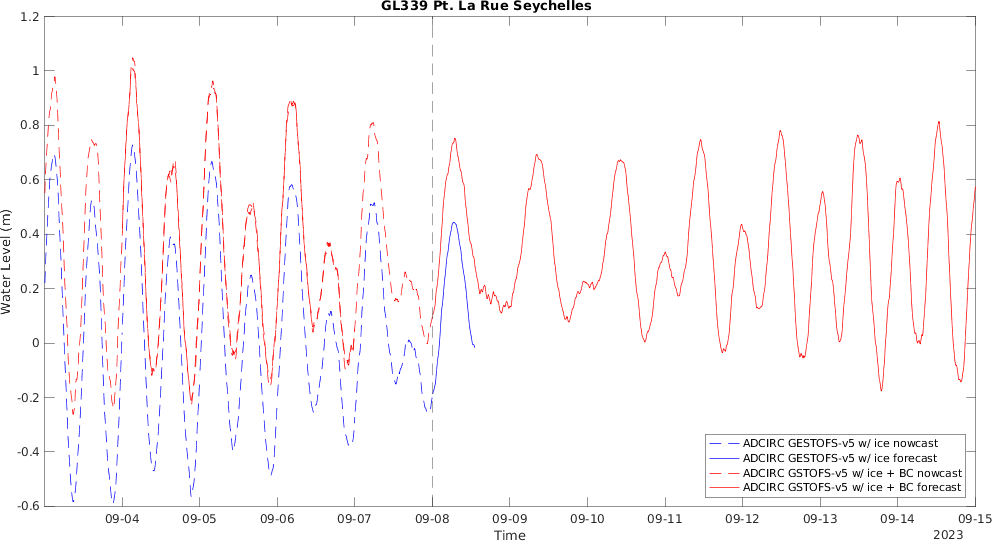 GL339 Pt. La Rue Seychelles
1.2
1
0.8
0.6
0.4
0.2
0
-0.2
-0.4
-0.6
Water Level (m)
ADCIRC GESTOFS-v5 w/ ice nowcast
ADCIRC GESTOFS-v5 w/ ice forecast
ADCIRC GSTOFS-v5 w/ ice + BC nowcast
ADCIRC GSTOFS-v5 w/ ice + BC forecast
09-04 09-05 09-06 09-07 09-08 09-09 09-10 09-11 09-12 09-13 09-14 09-15
Time
2023